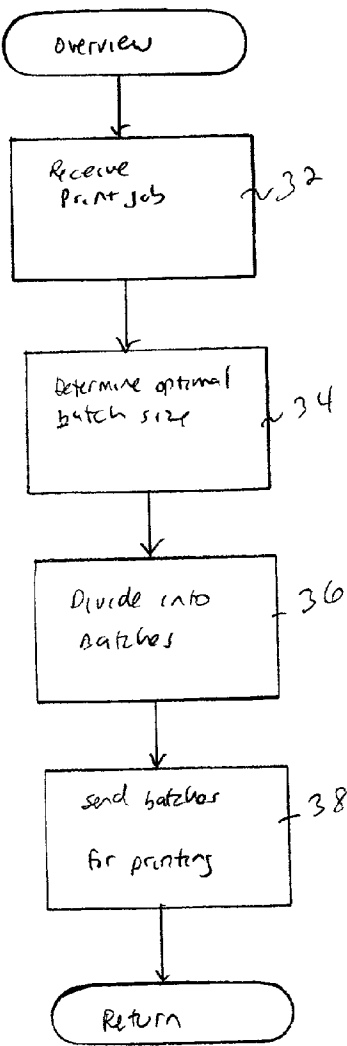 Overview
Receive
Print Job
32
Determine optimal
batch size
34
Divide into
Batches
36
Send batches
for printing
38
Return